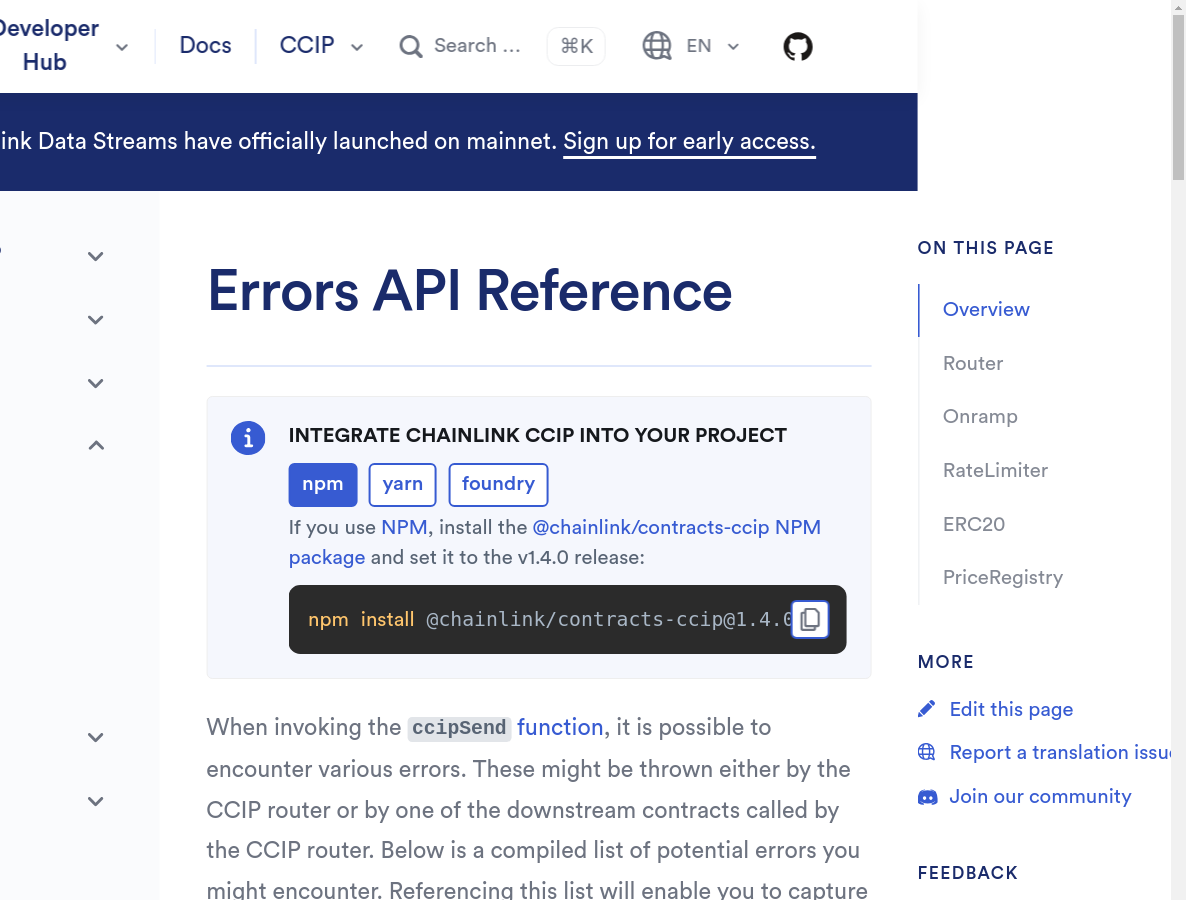 Developer
Hub
Docs
CCIP
Search ...
⌘K
EN
ink Data Streams have officially launched on mainnet. Sign up for early access.
Errors API Reference
INTEGRATE CHAINLINK CCIP INTO YOUR PROJECT
npm
yarn
foundry
If you use NPM, install the @chainlink/contracts-ccip NPM
package and set it to the v1.4.0 release:
npm install @chainlink/contracts-ccip@1.4.0
When invoking the ccipSend function, it is possible to
encounter various errors. These might be thrown either by the
CCIP router or by one of the downstream contracts called by
the CCIP router. Below is a compiled list of potential errors you
might encounter. Referencing this list will enable you to capture
ON THIS PAGE
Overview
Router
Onramp
RateLimiter
ERC20
PriceRegistry
MORE
Edit this page
Report a translation issue
Join our community
FEEDBACK